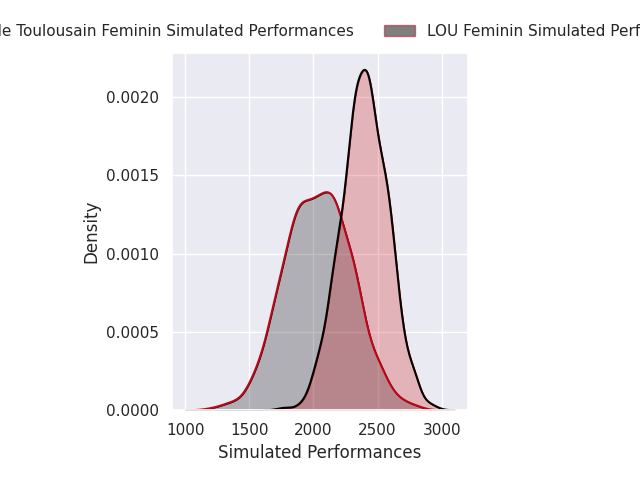 le Toulousain Feminin Simulated Performances
LOU Feminin Simulated Perf
0.0020
0.0015
0.0010
0.0005
0.0000
Density
1000 1500 2000 2500 3000
Simulated Performances